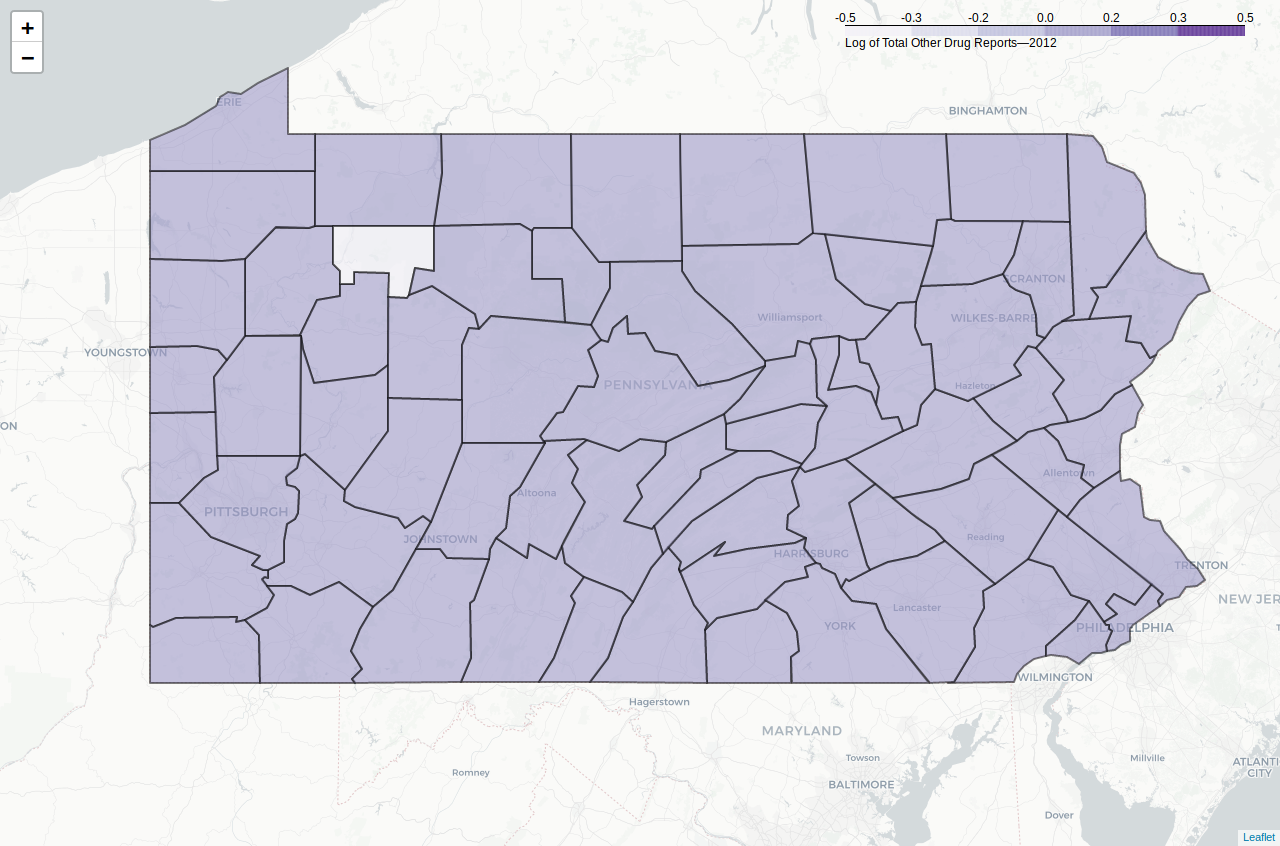 +
−
-0.5 -0.3 -0.2 0.0 0.2 0.3 0.5
Log of Total Other Drug Reports—2012
ERIE
BINGHAMTON
SCRANTON
Williamsport
WILKES-BARRE
YOUNGSTOWN
PENNSYLVANIA
Hazleton
ON
Allentown
Altoona
PITTSBURGH
JOHNSTOWN
Reading
HARRISBURG
TRENTON
NEW JER
Lancaster
YORK
PHILADELPHIA
T
WILMINGTON
Hagerstown
MARYLAND
Towson
Millville
ATLANTI
CITY
Romney
BALTIMORE
Dover
Leaflet